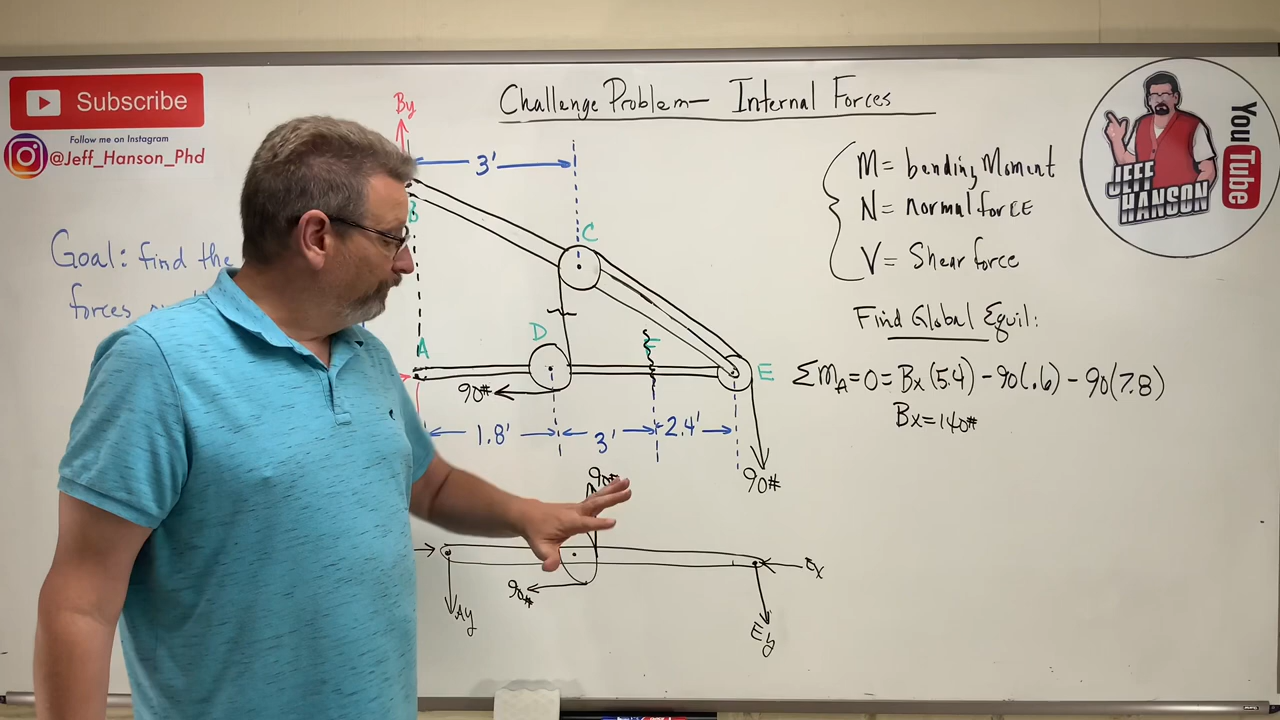 Subscribe
Follow me on Instagram
@Jeff_Hanson_Phd
Challenge Problem— Internal Forces
M = bending Moment
N = normal force
V = Shear force
JEFF HANSON
YouTube
Goal: find the
forces
By
3'
B
C
D
A
F
E
90#
1.8'
3'
2.4'
90#
Find Global Equil:
ΣMA=0=Bx(5.4)-90(.6)-90(7.8)
Bx=140#
90#
90#
Ay
Ex
Ey